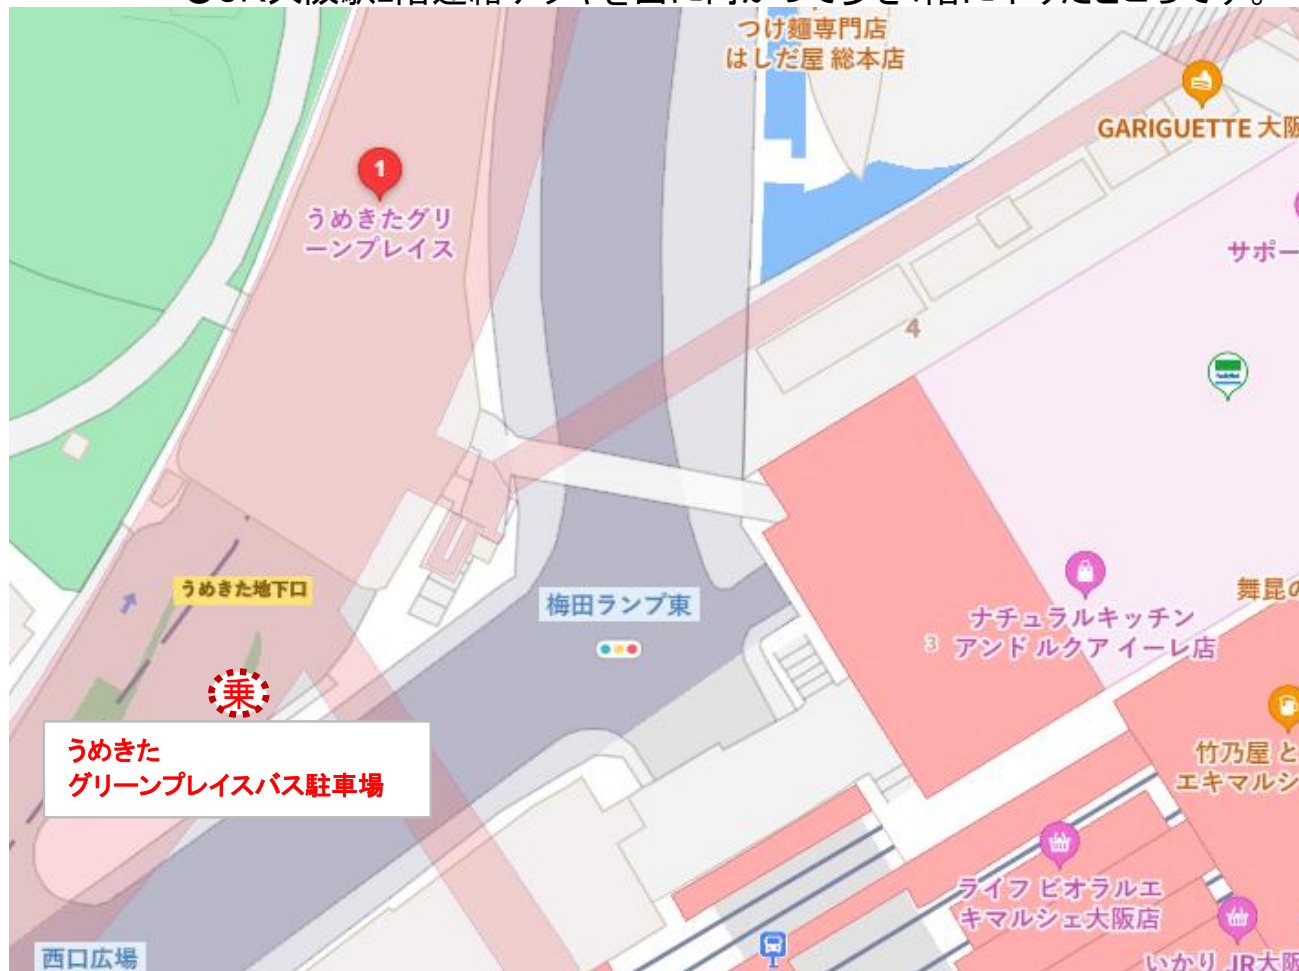 つけ麺専門店
はしだ屋 総本店
GARIGUETTE 大阪
1
うめきたグリ
ーンプレイス
サポー
4
うめきた地下口
梅田ランプ東
3
ナチュラルキッチン
アンド ルクア イーレ店
舞昆の
乗
うめきた
グリーンプレイスバス駐車場
竹乃屋 と
エキマルシ
ライフ ビオラルエ
キマルシェ大阪店
西口広場
いかり JR大阪